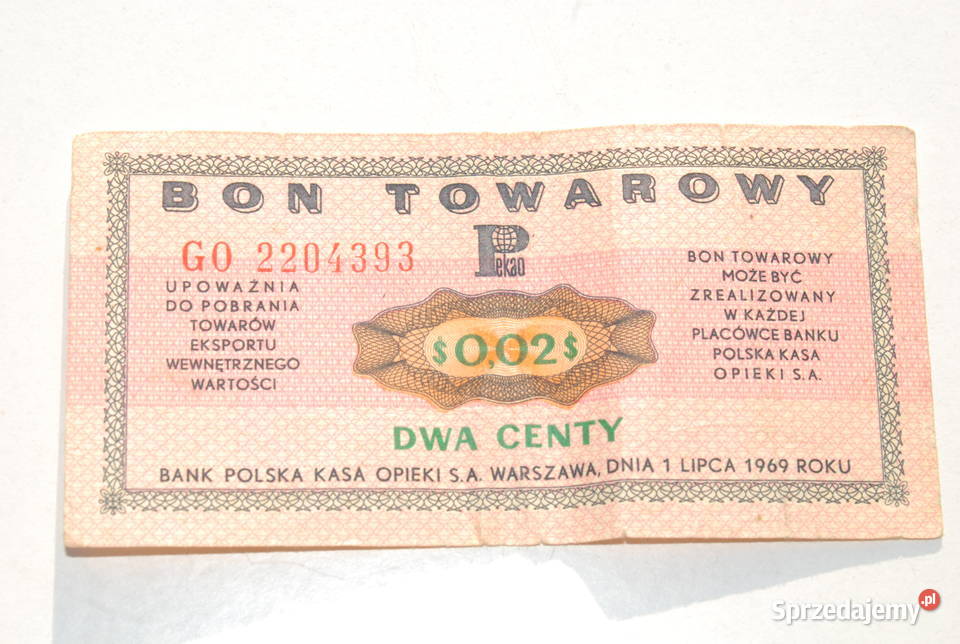 BON TOWAROWY
GO 2204393
Pekao
UPOWAŻNIA
DO POBRANIA
TOWARÓW
EKSPORTU
WEWNĘTRZNEGO
WARTOŚCI
$0,02$
BON TOWAROWY
MOŻE BYĆ
ZREALIZOWANY
W KAŻDEJ
PLACÓWCE BANKU
POLSKA KASA
OPIEKI S.A.
DWA CENTY
BANK POLSKA KASA OPIEKI S.A. WARSZAWA, DNIA 1 LIPCA 1969 ROKU
Sprzedajemy.pl